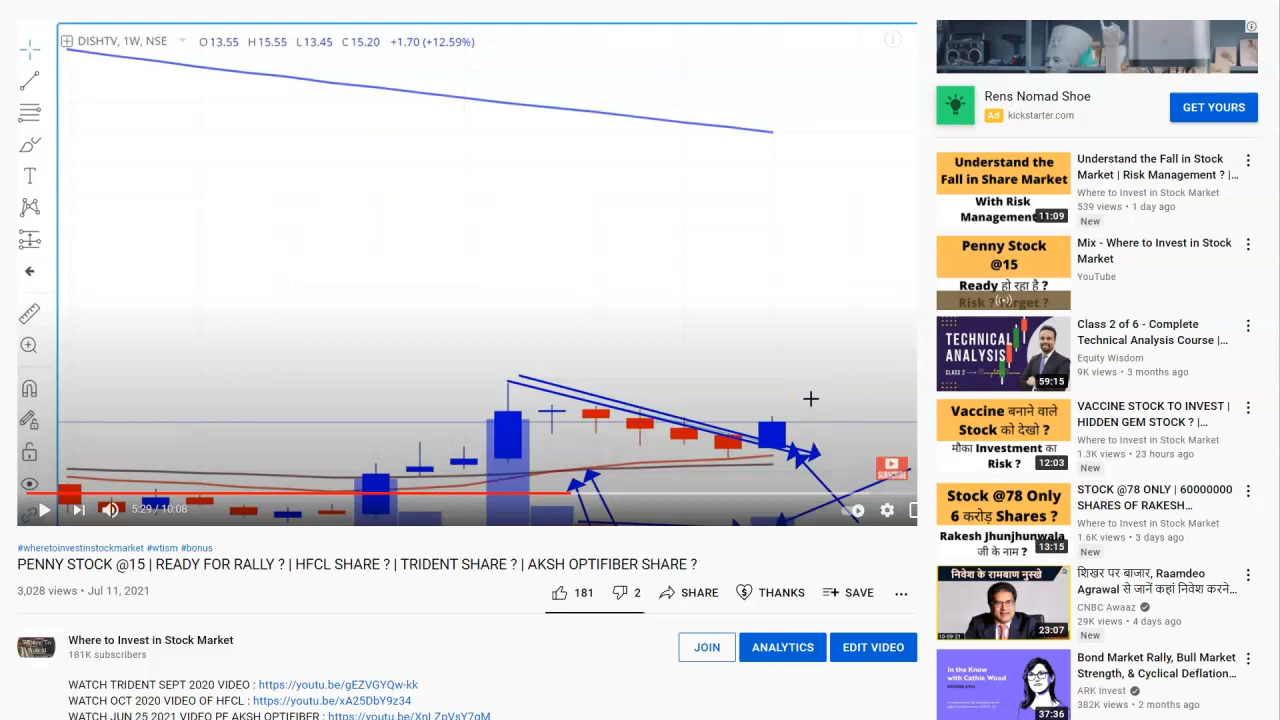 DISHTV, 1W, NSE O13.55 H15.55 L13.45 C15.20 +1.70 (+12.59%)
SUBSCRIBE
5:29 / 10:08
#wheretoinvestinstockmarket #wtism #bonus
PENNY STOCK @15 | READY FOR RALLY ? | HFCL SHARE ? | TRIDENT SHARE ? | AKSH OPTIFIBER SHARE ?
3,028 views • Jul 11, 2021
181 2 SHARE THANKS SAVE
Where to Invest in Stock Market
181K subscribers
JOIN ANALYTICS EDIT VIDEO
WATCH TRIDENT SEPT 2020 VIDEO : https://youtu.be/gEZVGYQw-kk
WATCH OCT 2020 VIDEO OF HFCL : https://youtu.be/xA25DbY9z34
Rens Nomad Shoe
Ad kickstarter.com
GET YOURS
Understand the
Fall in Share Market
With Risk
Management
11:09
Understand the Fall in Stock
Market | Risk Management ? |...
Where to Invest in Stock Market
539 views • 1 day ago
New
Penny Stock
@15
Ready हो रहा है ?
Risk ? Target ?
Mix - Where to Invest in Stock
Market
YouTube
TECHNICAL
ANALYSIS
CLASS 2
Complete
Course
59:15
Class 2 of 6 - Complete
Technical Analysis Course |...
Equity Wisdom
9K views • 3 months ago
Vaccine बनाने वाले
Stock को देखो ?
मौका Investment का
Risk ?
12:03
VACCINE STOCK TO INVEST |
HIDDEN GEM STOCK ? |...
Where to Invest in Stock Market
1.3K views • 23 hours ago
New
Stock @78 Only
6 करोड़ Shares ?
Rakesh Jhunjhunwala
जी के नाम ?
13:15
STOCK @78 ONLY | 60000000
SHARES OF RAKESH...
Where to Invest in Stock Market
1.6K views • 3 days ago
New
निवेश के रामबाण नुस्खे
10-09-21
23:07
शिखर पर बाजार, Raamdeo
Agrawal से जानें कहां निवेश करने...
CNBC Awaaz
29K views • 4 days ago
New
In the Know
with Cathie Wood
37:36
Bond Market Rally, Bull Market
Strength, & Cyclical Deflation...
ARK Invest
382K views • 2 months ago